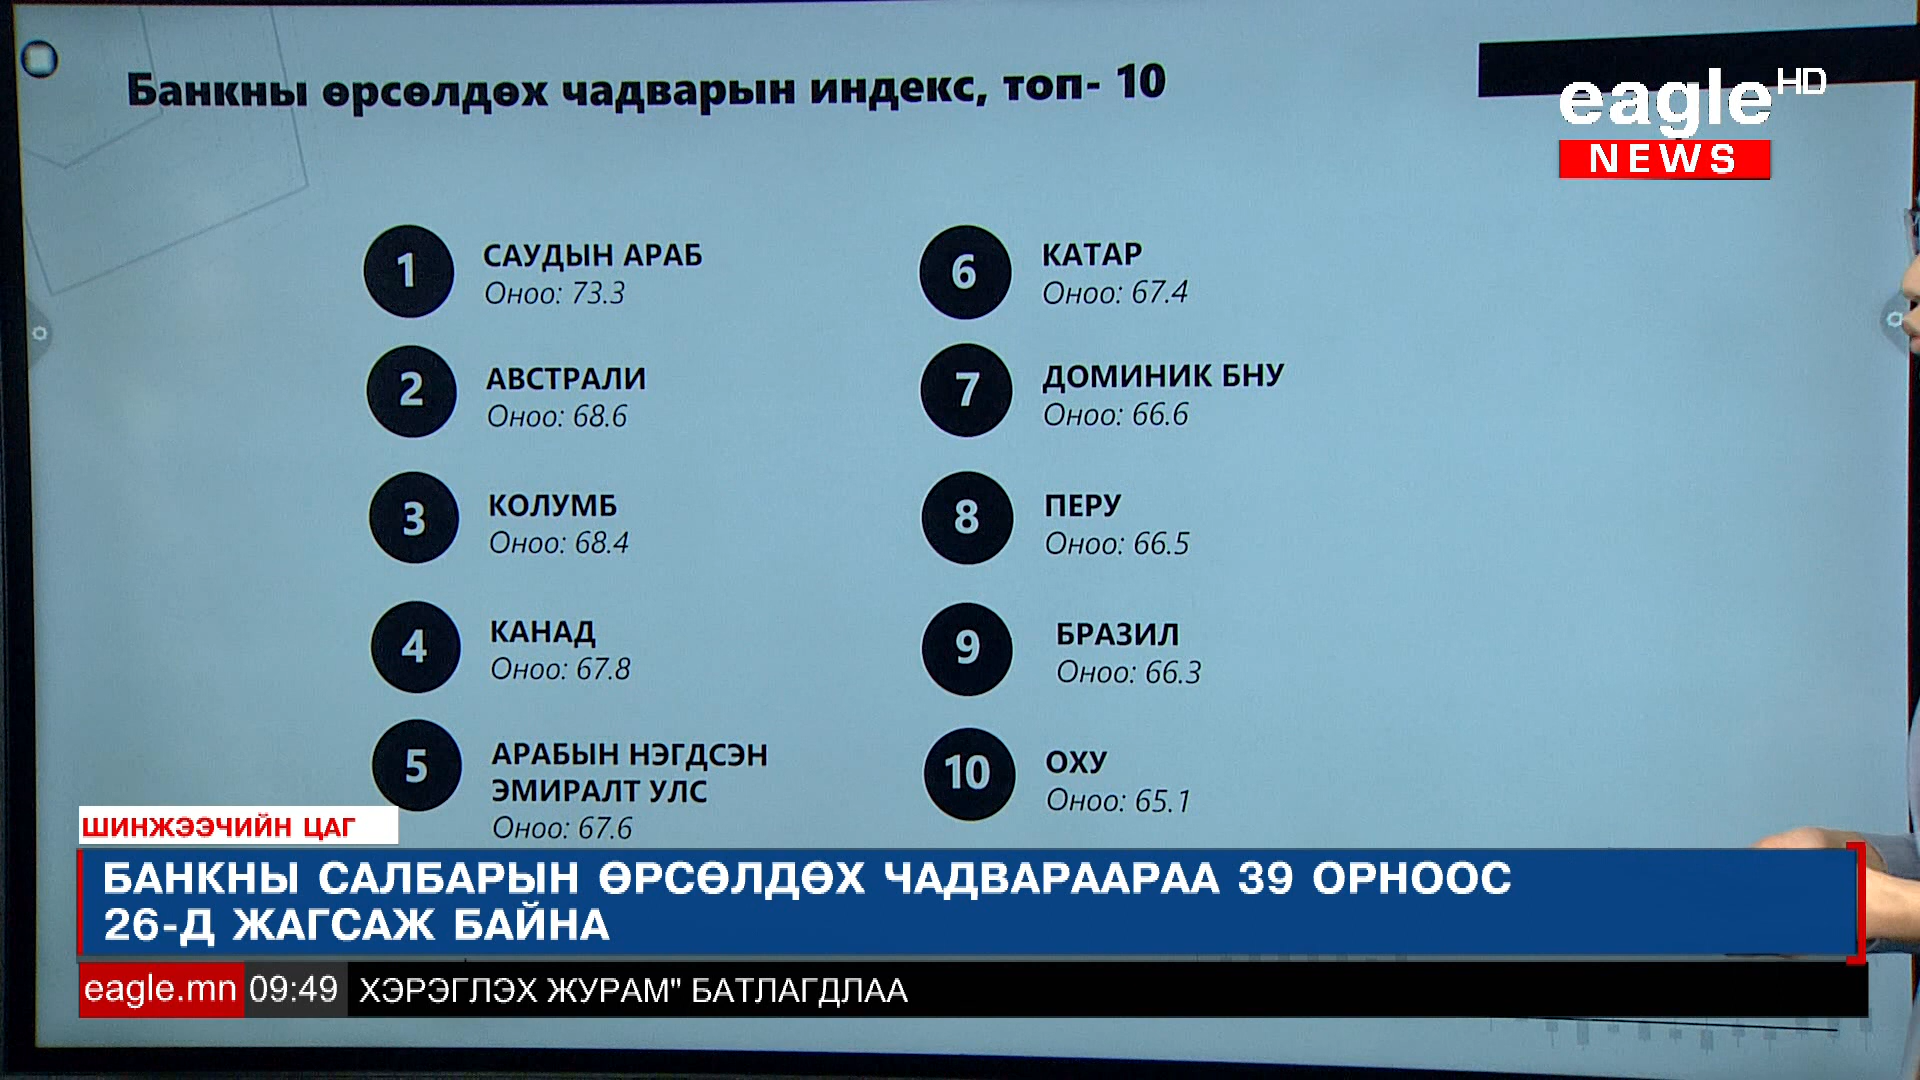 Банкны өрсөлдөх чадварын индекс, топ- 10
eagle HD
NEWS
1
САУДЫН АРАБ
Оноо: 73.3
2
АВСТРАЛИ
Оноо: 68.6
3
КОЛУМБ
Оноо: 68.4
4
КАНАД
Оноо: 67.8
5
АРАБЫН НЭГДСЭН
ЭМИРАЛТ УЛС
Оноо: 67.6
6
КАТАР
Оноо: 67.4
7
ДОМИНИК БНУ
Оноо: 66.6
8
ПЕРУ
Оноо: 66.5
9
БРАЗИЛ
Оноо: 66.3
10
ОХУ
Оноо: 65.1
ШИНЖЭЭЧИЙН ЦАГ
БАНКНЫ САЛБАРЫН ӨРСӨЛДӨХ ЧАДВАРААРАА 39 ОРНООС
26-Д ЖАГСАЖ БАЙНА
eagle.mn 09:49 ХЭРЭГЛЭХ ЖУРАМ" БАТЛАГДЛАА